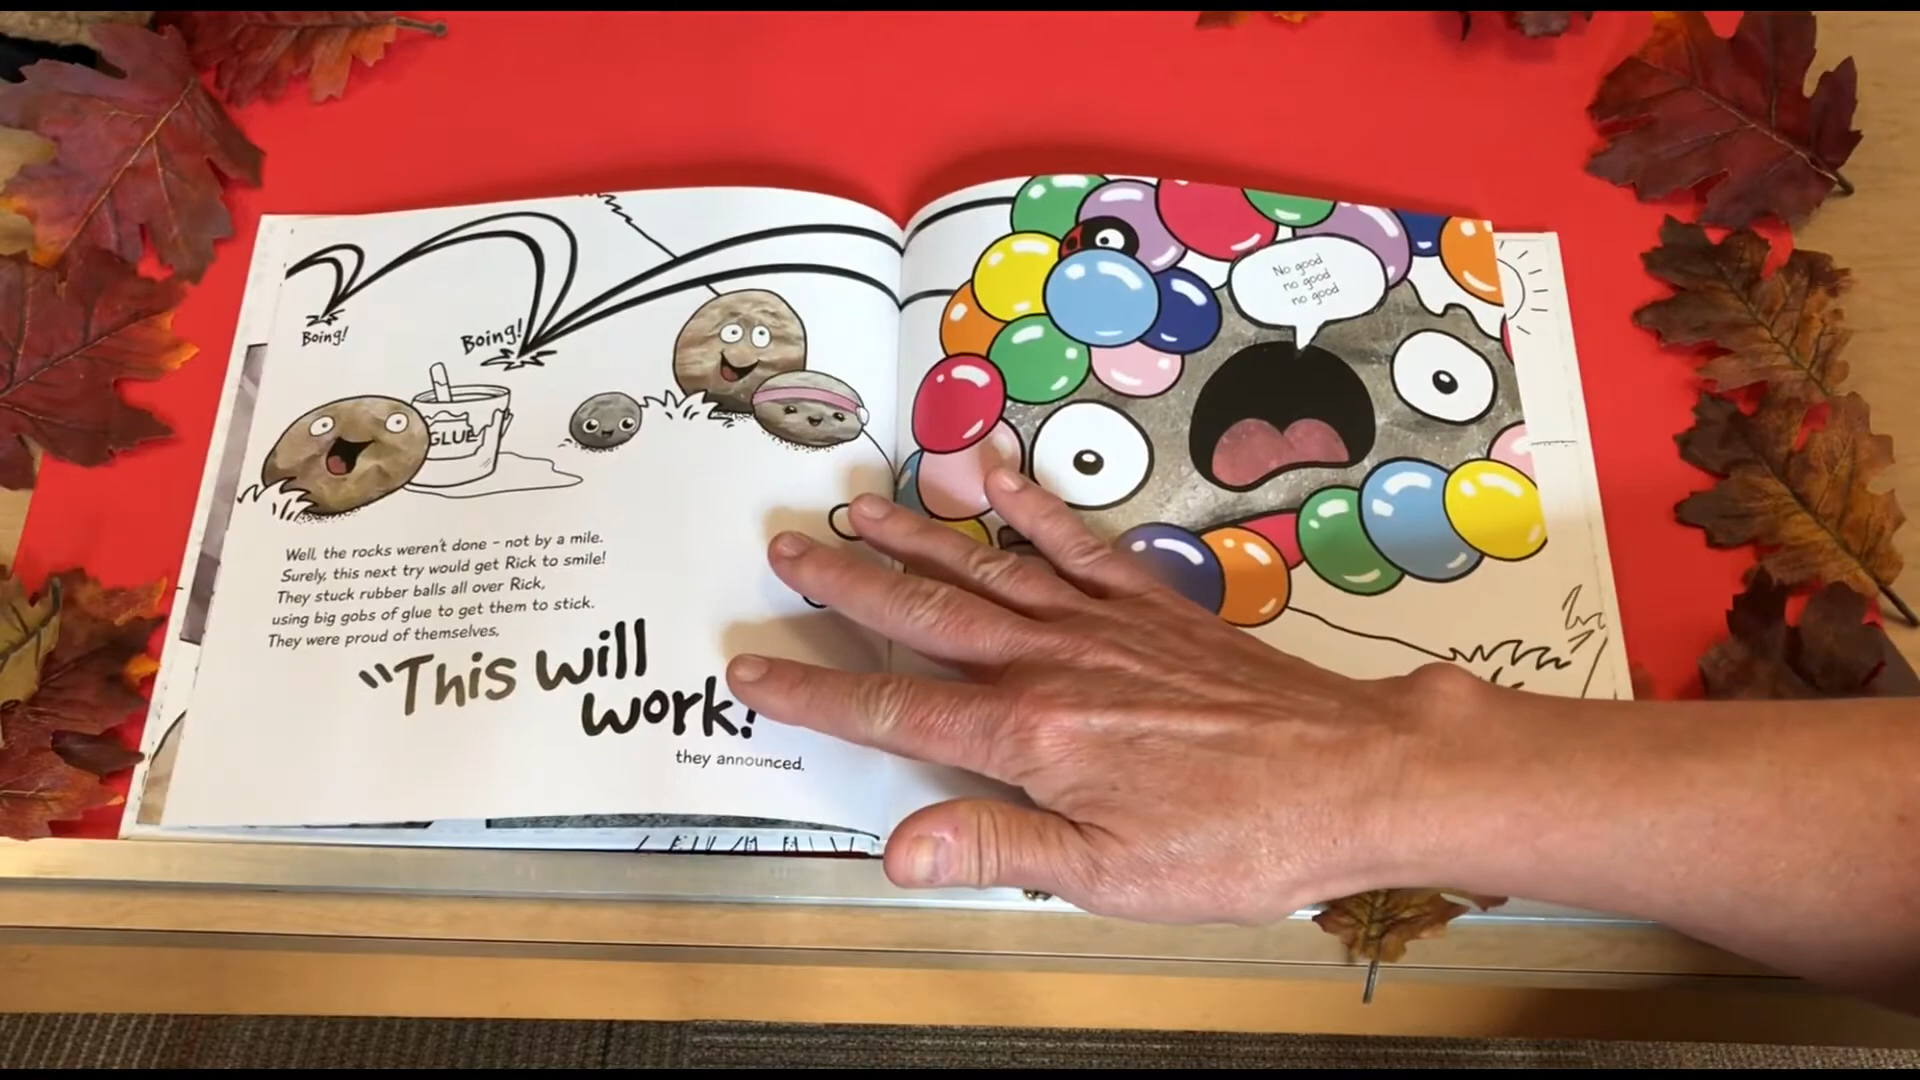 Boing!
Boing!
GLUE
No good
no good
no good
Well, the rocks weren't done – not by a mile.
Surely, this next try would get Rick to smile!
They stuck rubber balls all over Rick,
using big gobs of glue to get them to stick.
They were proud of themselves,
"This will
work!
they announced.